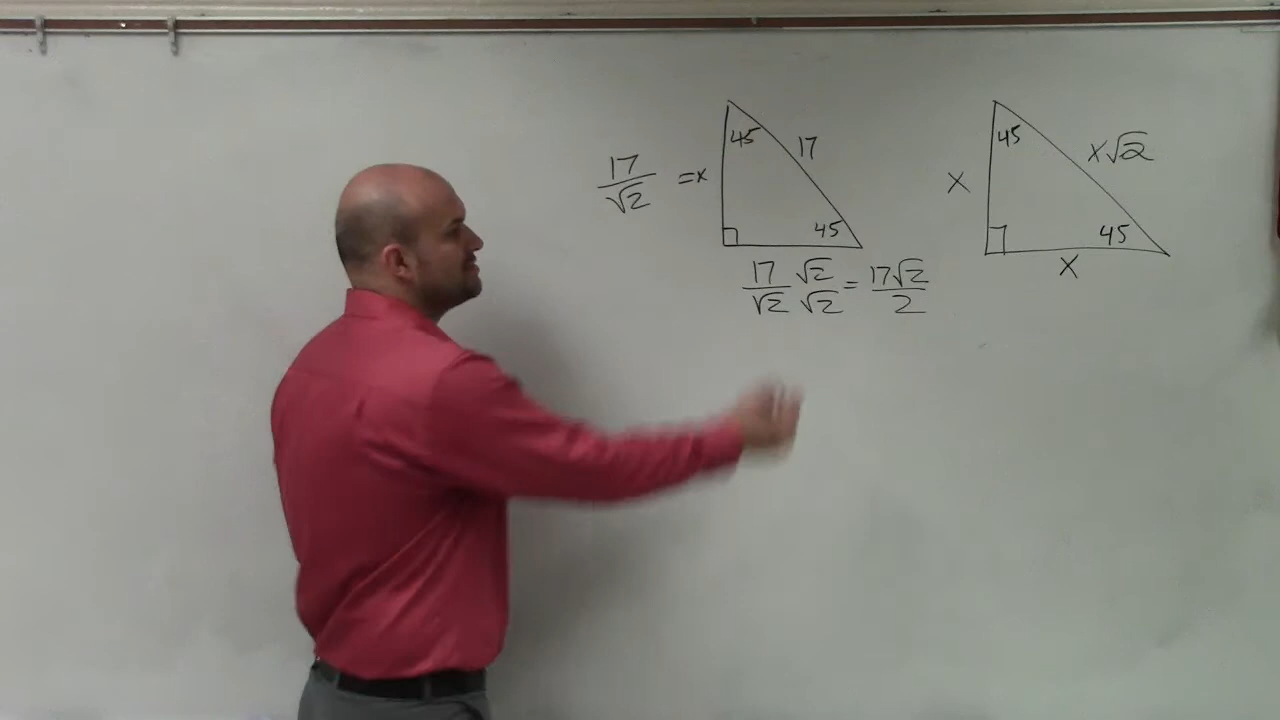 45
17
17/√2 = x
45
17/√2 √2/√2 = 17√2/2
45
x√2
x
45
x